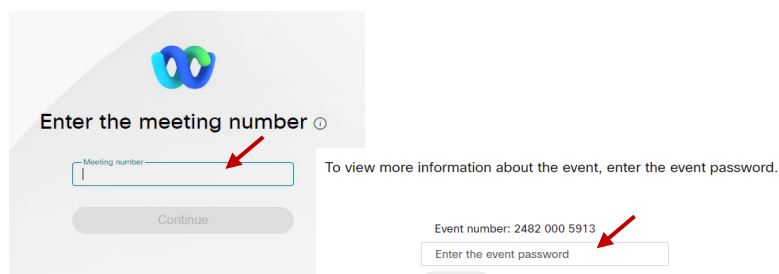 Enter the meeting number
Meeting number
Continue
To view more information about the event, enter the event password.
Event number: 2482 000 5913
Enter the event password